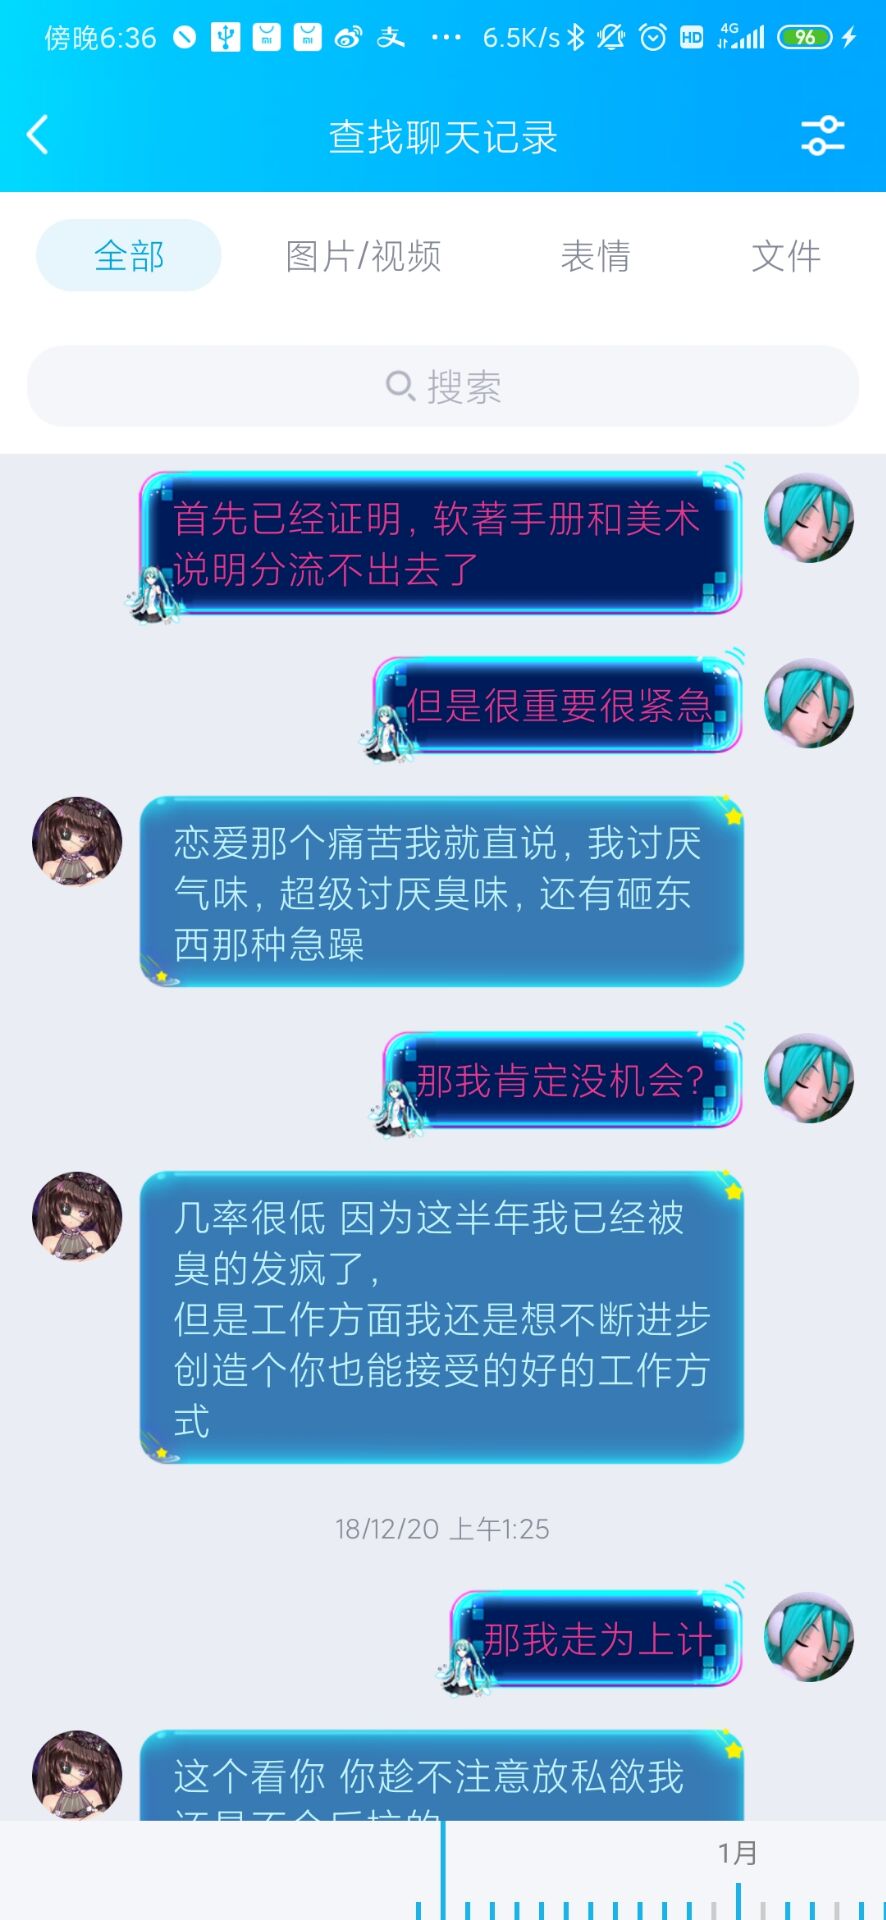 傍晚6:36 ··· 6.5K/s HD 4G 96
查找聊天记录
全部 图片/视频 表情 文件
搜索
首先已经证明,软著手册和美术
说明分流不出去了
但是很重要很紧急
恋爱那个痛苦我就直说,我讨厌
气味,超级讨厌臭味,还有砸东
西那种急躁
那我肯定没机会?
几率很低 因为这半年我已经被
臭的发疯了,
但是工作方面我还是想不断进步
创造个你也能接受的好的工作方
式
18/12/20 上午1:25
那我走为上计
这个看你 你趁不注意放私欲我
1月